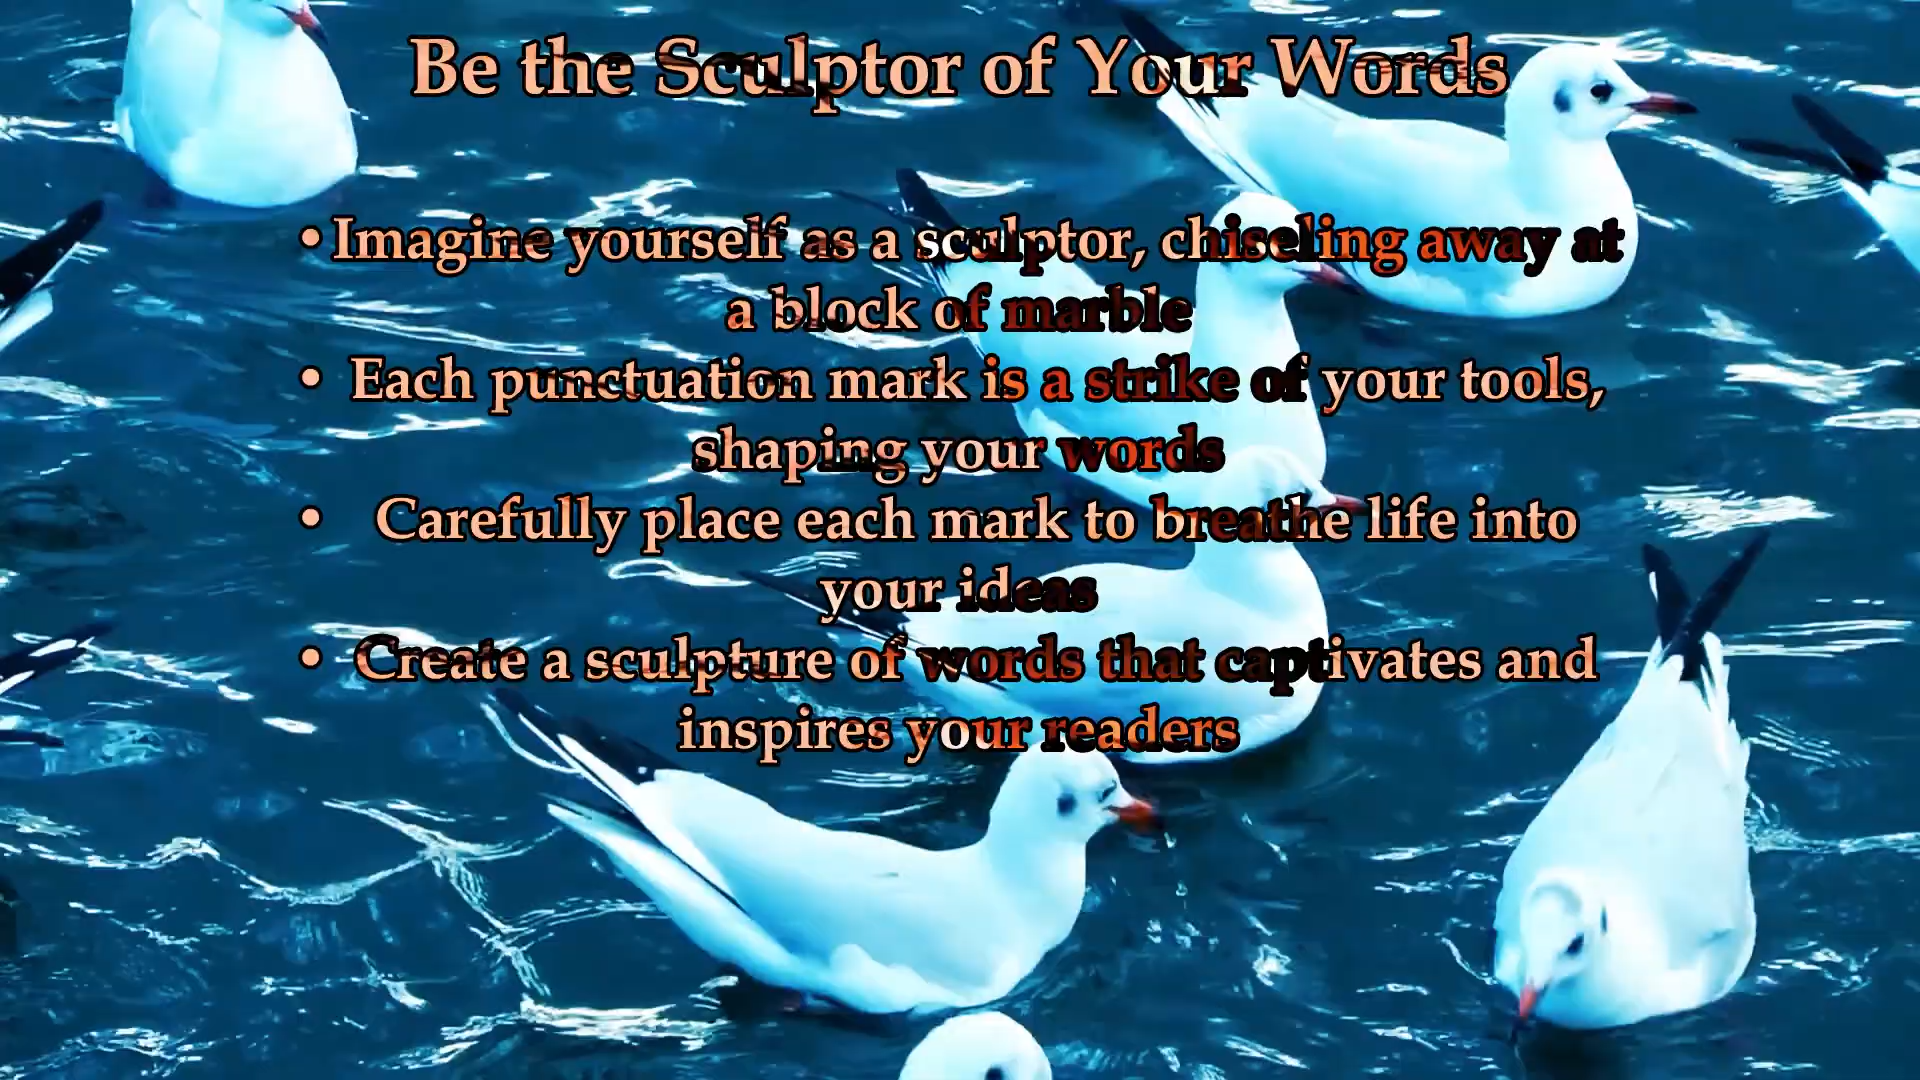 Be the Sculptor of Your Words
• Imagine yourself as a sculptor, chiseling away at
a block of marble
• Each punctuation mark is a strike of your tools,
shaping your words
• Carefully place each mark to breathe life into
your ideas
• Create a sculpture of words that captivates and
inspires your readers